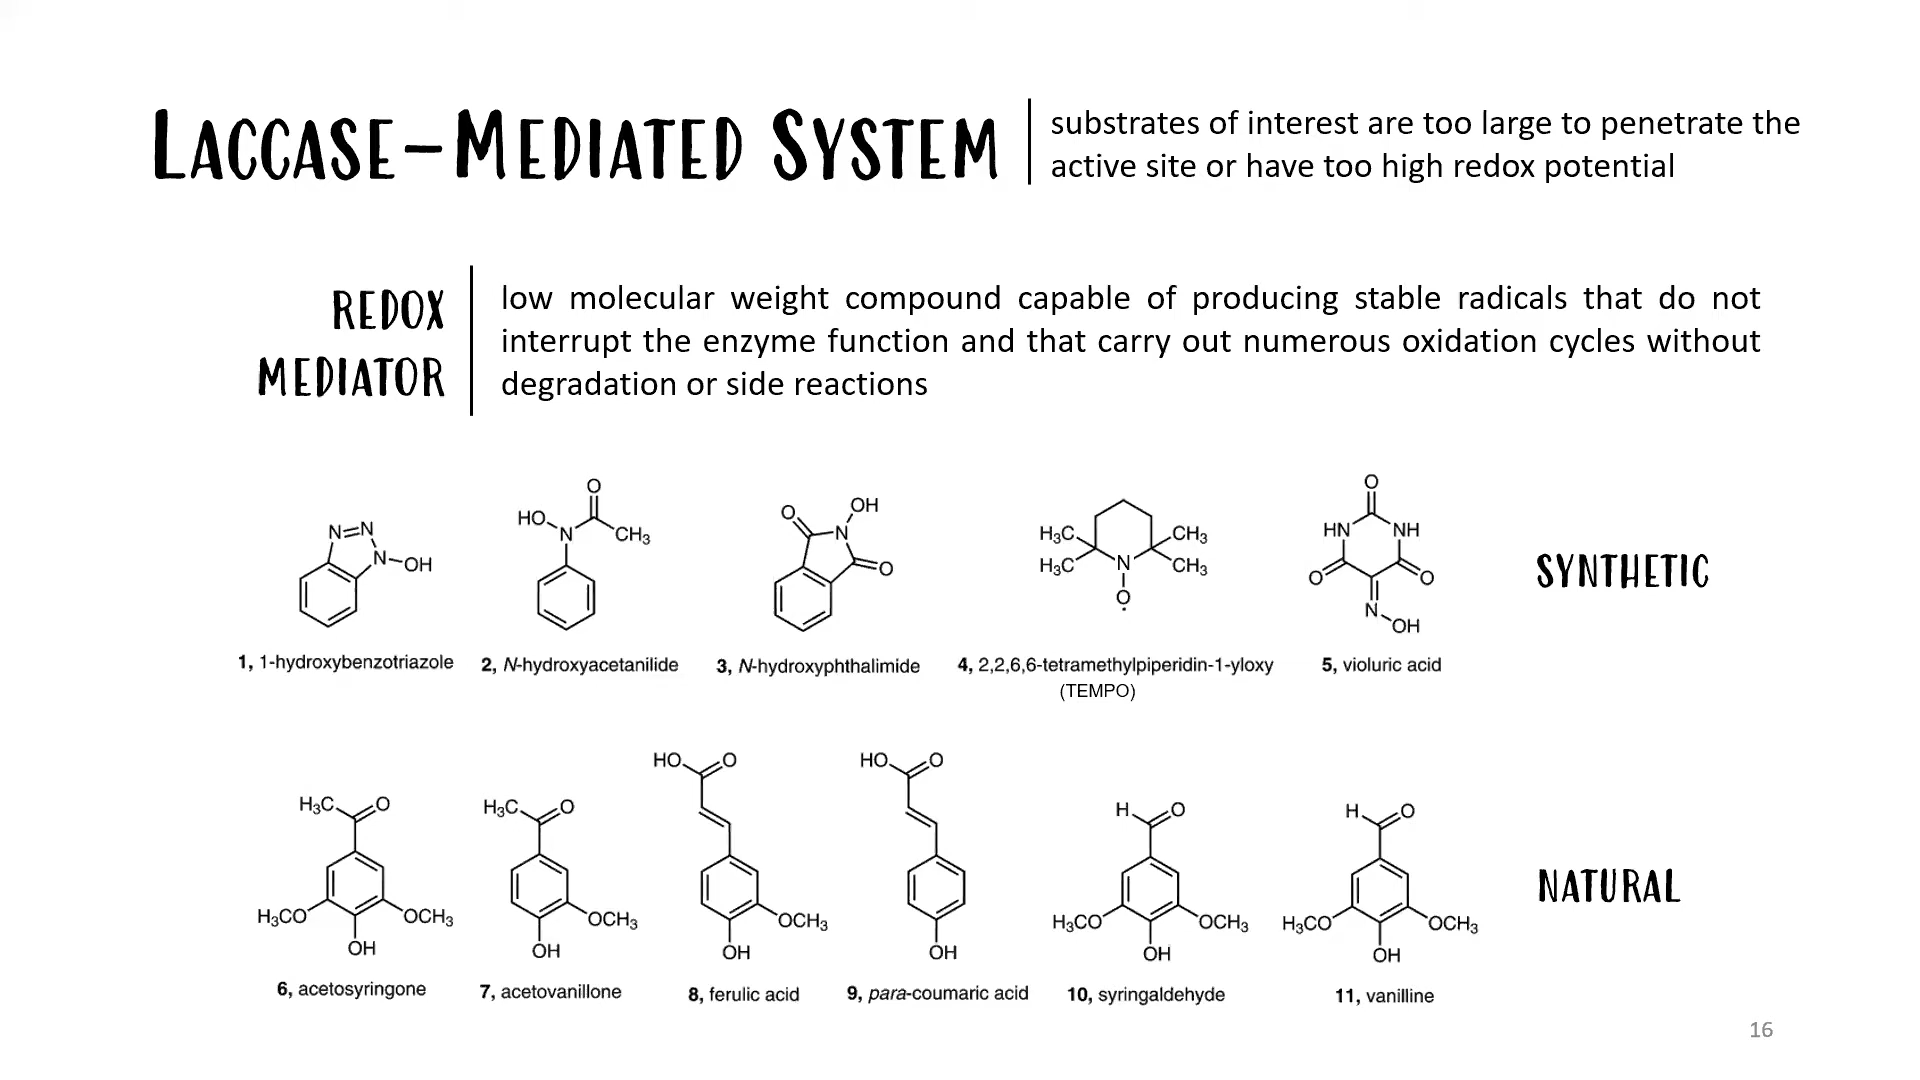 LACCASE-MEDIATED SYSTEM
substrates of interest are too large to penetrate the
active site or have too high redox potential
REDOX
MEDIATOR
low molecular weight compound capable of producing stable radicals that do not
interrupt the enzyme function and that carry out numerous oxidation cycles without
degradation or side reactions
N=N
N-OH
O
HO
N
CH₃
O
OH
N
O
H₃C
CH₃
H₃C
N
CH₃
O
O
HN
NH
O
O
N
OH
SYNTHETIC
1, 1-hydroxybenzotriazole
2, N-hydroxyacetanilide
3, N-hydroxyphthalimide
4, 2,2,6,6-tetramethylpiperidin-1-yloxy
(TEMPO)
5, violuric acid
H₃C
O
H₃CO
OCH₃
OH
H₃C
O
OCH₃
OH
HO
O
OCH₃
OH
HO
O
OH
H
O
H₃CO
OCH₃
OH
H
O
H₃CO
OCH₃
OH
NATURAL
6, acetosyringone
7, acetovanillone
8, ferulic acid
9, para-coumaric acid
10, syringaldehyde
11, vanilline
16